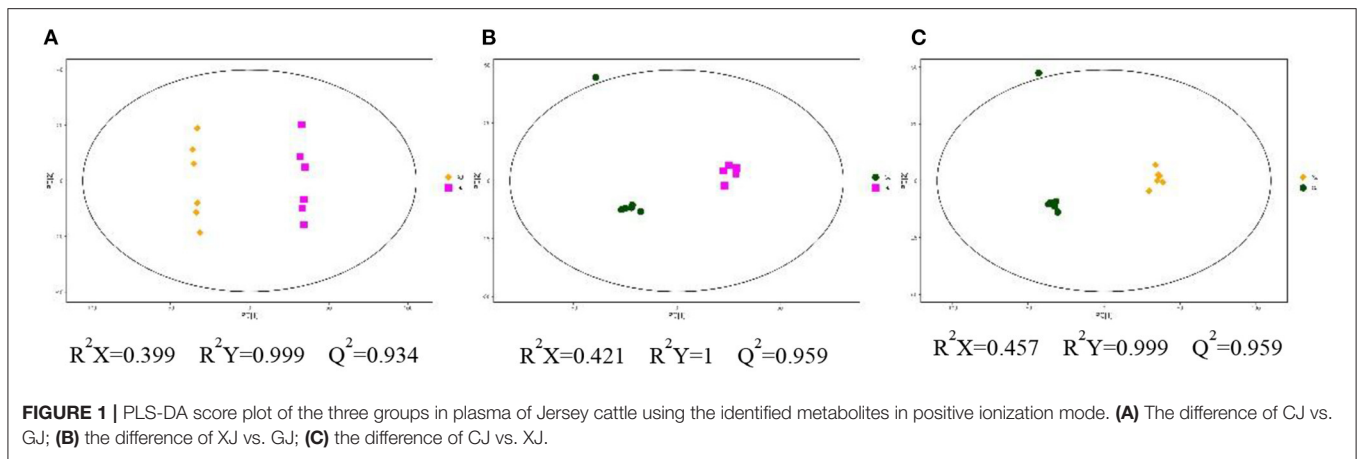 A
B
C
50
R²X=0.399 R²Y=0.999 Q²=0.934
R²X=0.421 R²Y=1 Q²=0.959
R²X=0.457 R²Y=0.999 Q²=0.959
FIGURE 1 | PLS-DA score plot of the three groups in plasma of Jersey cattle using the identified metabolites in positive ionization mode. (A) The difference of CJ vs.
GJ; (B) the difference of XJ vs. GJ; (C) the difference of CJ vs. XJ.